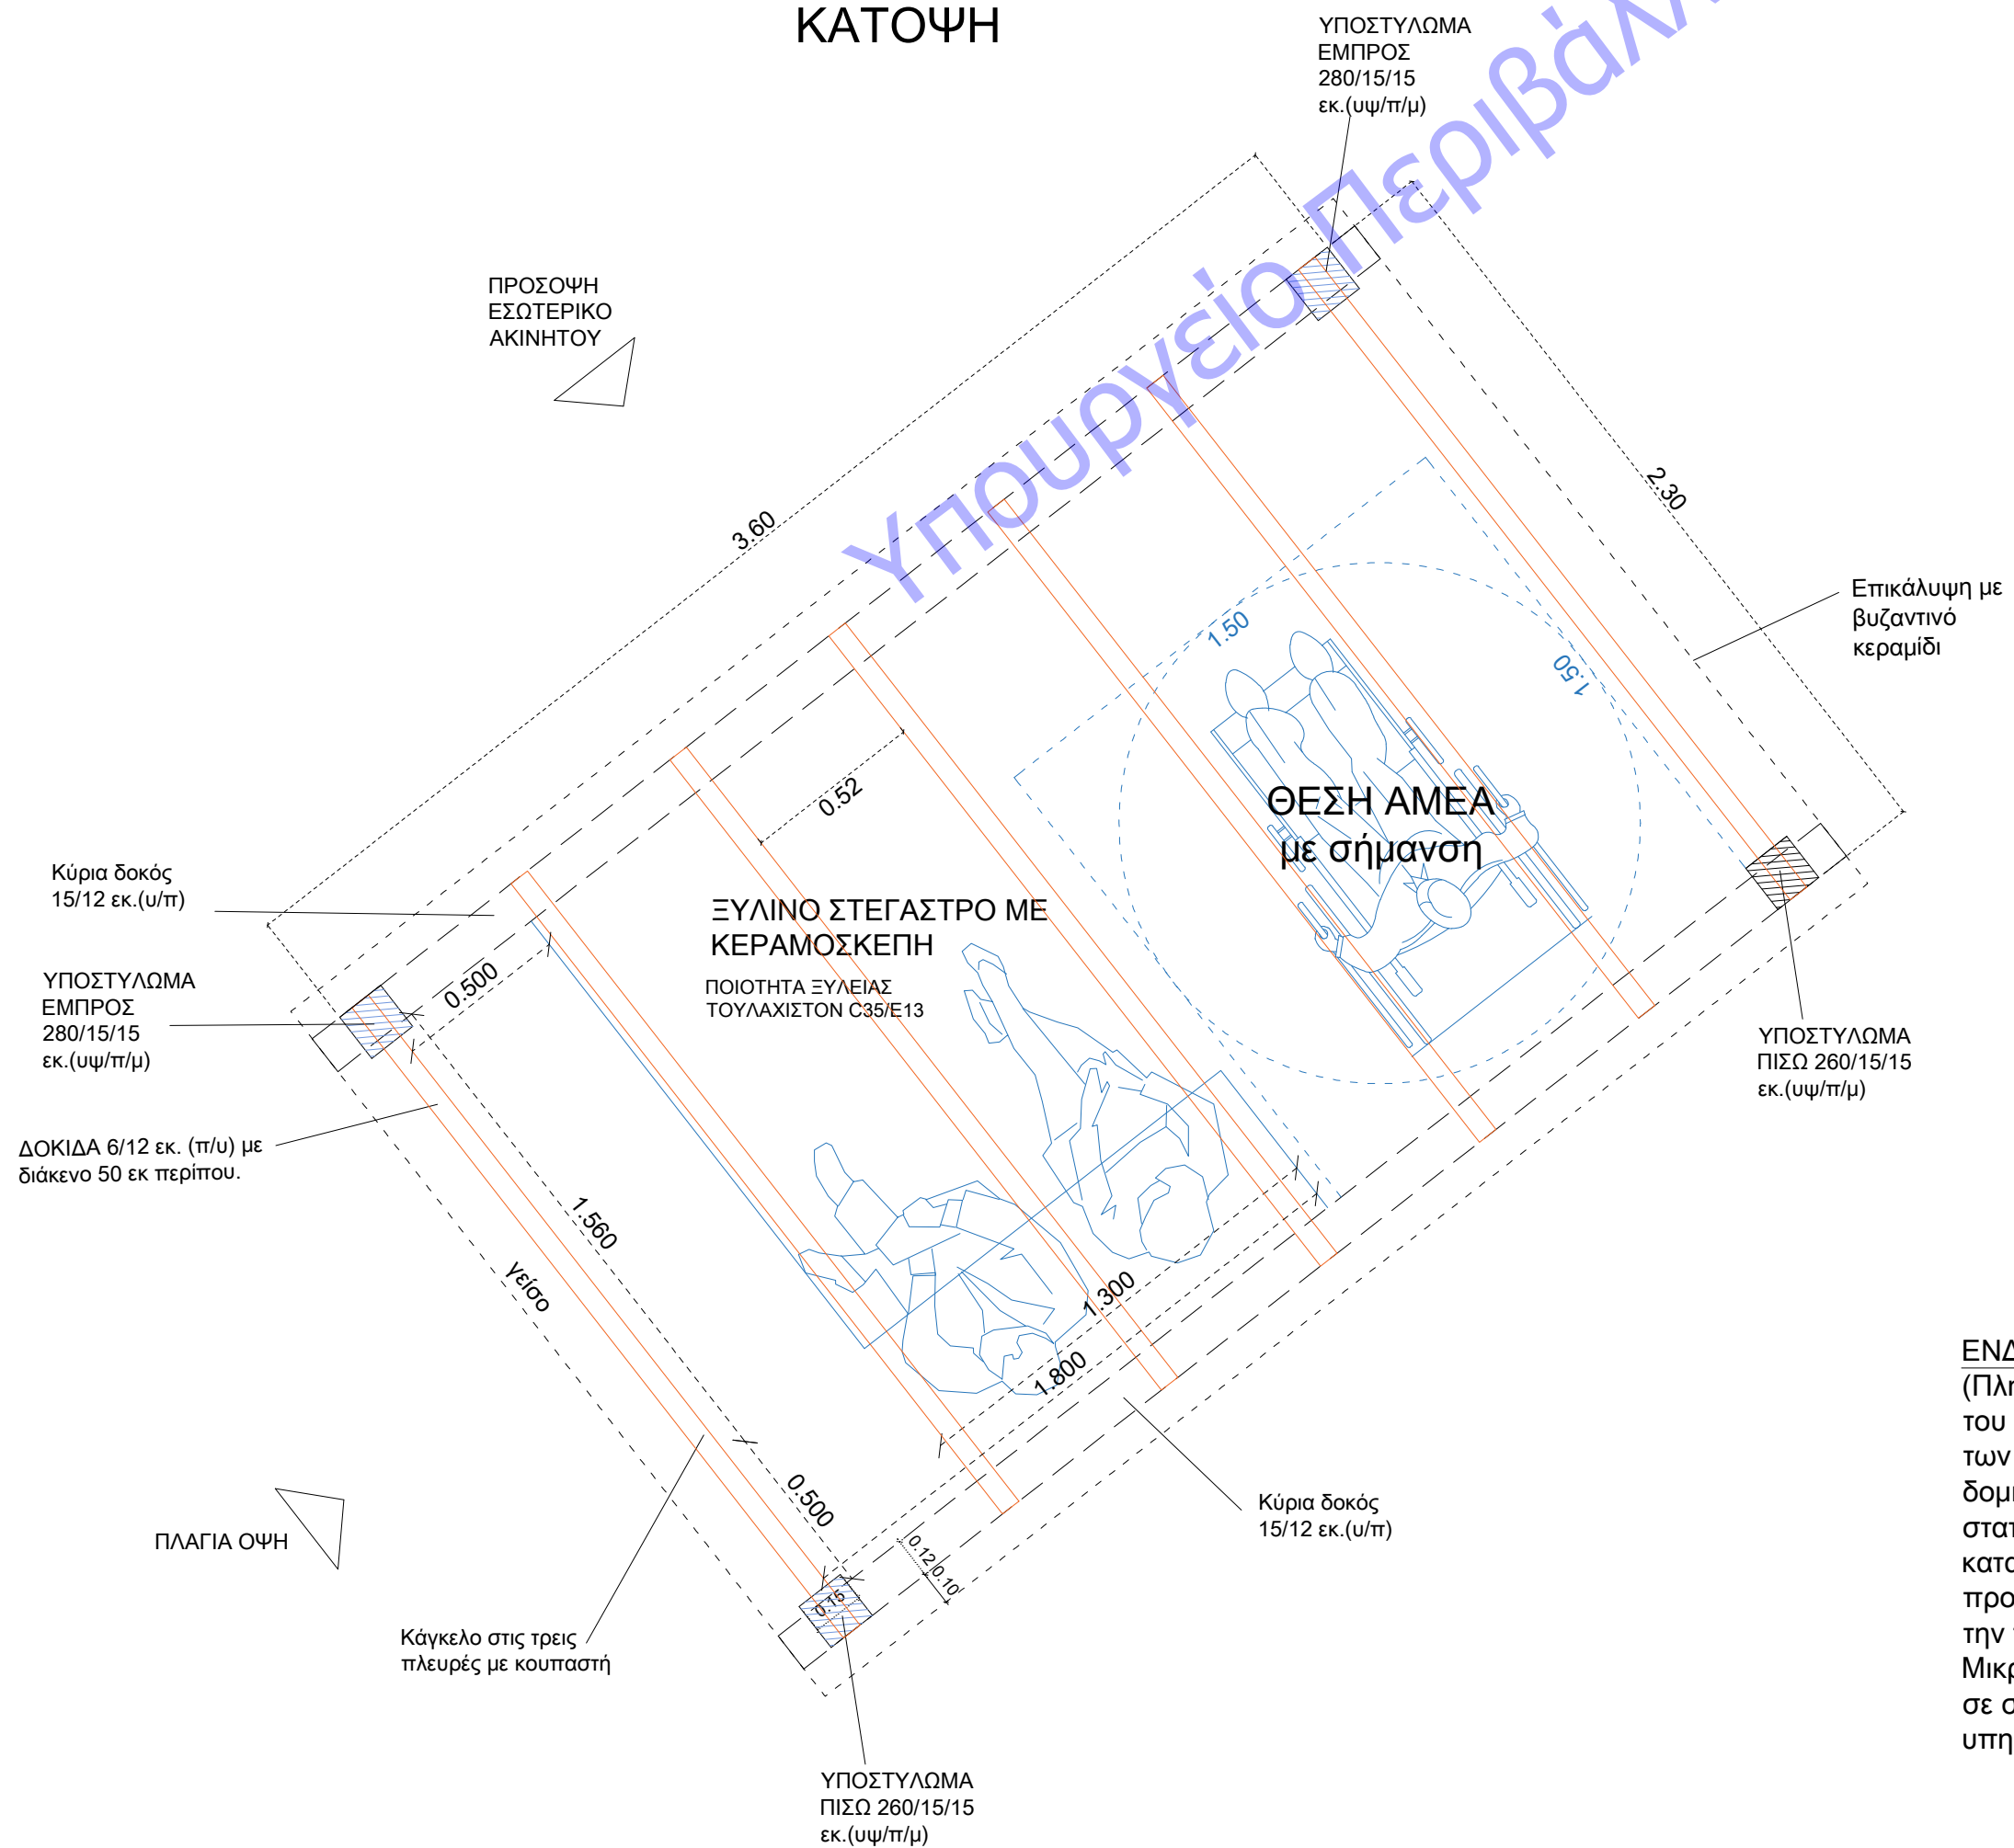 ΚΑΤΟΨΗ
ΥΠΟΣΤΥΛΩΜΑ
ΕΜΠΡΟΣ
280/15/15
εκ.(υψ/π/μ)
ΠΡΟΣΟΨΗ
ΕΣΩΤΕΡΙΚΟ
ΑΚΙΝΗΤΟΥ
Υπουργείο
3.60
2.30
Επικάλυψη με
βυζαντινό
κεραμίδι
1.50
1.50
0.52
ΘΕΣΗ ΑΜΕΑ
με σήμανση
Κύρια δοκός
15/12 εκ.(υ/π)
ΞΥΛΙΝΟ ΣΤΕΓΑΣΤΡΟ ΜΕ
ΚΕΡΑΜΟΣΚΕΠΗ
ΠΟΙΟΤΗΤΑ ΞΥΛΕΙΑΣ
ΤΟΥΛΑΧΙΣΤΟΝ C35/E13
ΥΠΟΣΤΥΛΩΜΑ
ΕΜΠΡΟΣ
280/15/15
εκ.(υψ/π/μ)
0.500
ΥΠΟΣΤΥΛΩΜΑ
ΠΙΣΩ 260/15/15
εκ.(υψ/π/μ)
ΔΟΚΙΔΑ 6/12 εκ. (π/υ) με
διάκενο 50 εκ περίπου.
1.560
γείσο
1.300
1.800
0.500
Κύρια δοκός
15/12 εκ.(υ/π)
ΠΛΑΓΙΑ ΟΨΗ
0.12
0.10
0.15
Κάγκελο στις τρεις
πλευρές με κουπαστή
ΥΠΟΣΤΥΛΩΜΑ
ΠΙΣΩ 260/15/15
εκ.(υψ/π/μ)
του
των
την
σε